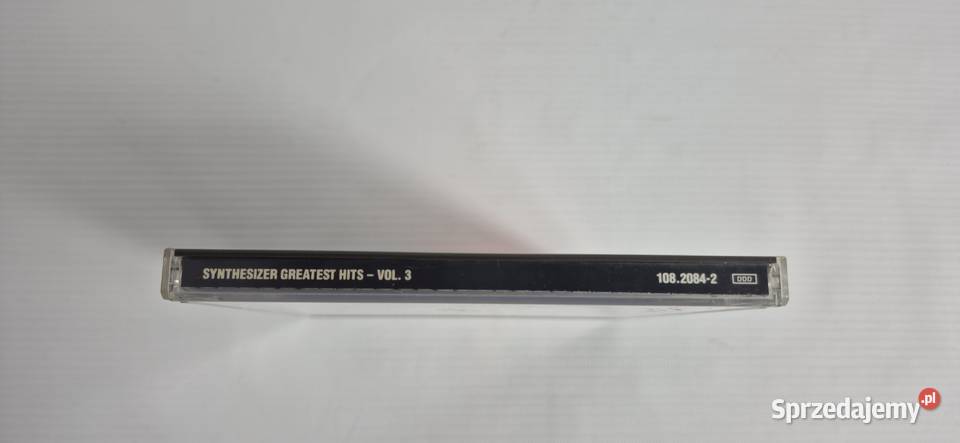 SYNTHESIZER GREATEST HITS – VOL. 3 108.2084-2 DDD
Sprzedajemy.pl